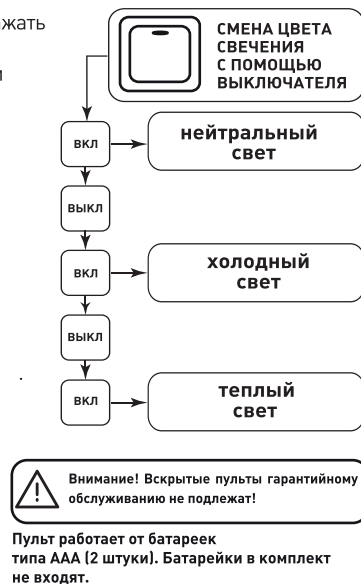 жать
и
СМЕНА ЦВЕТА
СВЕЧЕНИЯ
С ПОМОЩЬЮ
ВЫКЛЮЧАТЕЛЯ
ВКЛ
нейтральный
свет
ВЫКЛ
ВКЛ
холодный
свет
ВЫКЛ
ВКЛ
теплый
свет
Внимание! Вскрытые пульты гарантийному
обслуживанию не подлежат!
Пульт работает от батареек
типа ААА (2 штуки). Батарейки в комплект
не входят.